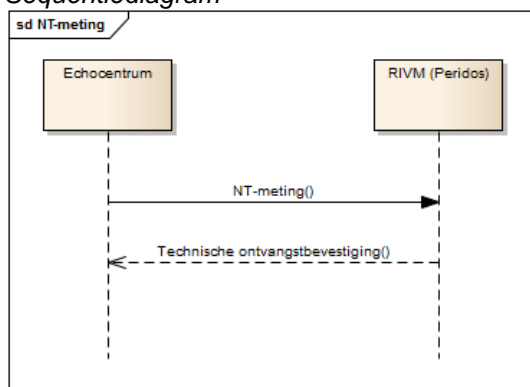 Sequentiediagram
sd NT-meting
Echocentrum
RIVM (Peridos)
NT-meting()
Technische ontvangstbevestiging()